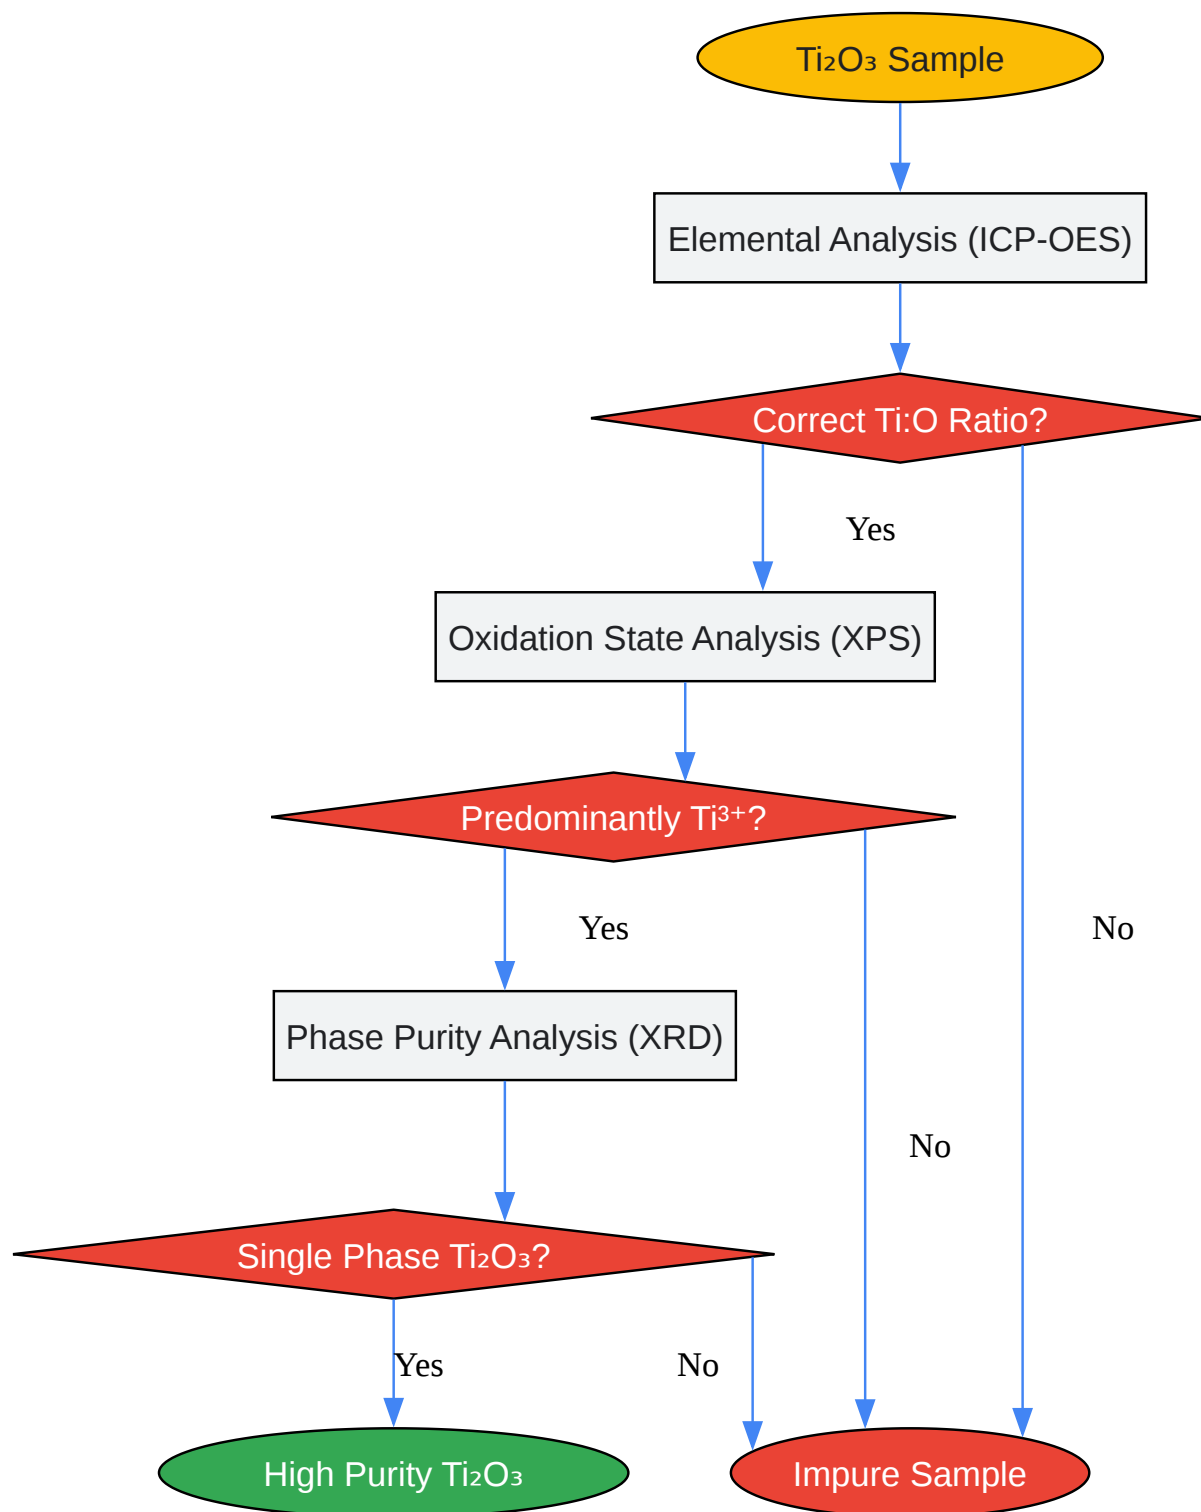 Ti₂O₃ Sample
Elemental Analysis (ICP-OES)
Correct Ti:O Ratio?
Yes
Oxidation State Analysis (XPS)
Predominantly Ti³⁺?
Yes
No
Phase Purity Analysis (XRD)
No
Single Phase Ti₂O₃?
Yes
No
High Purity Ti₂O₃
Impure Sample